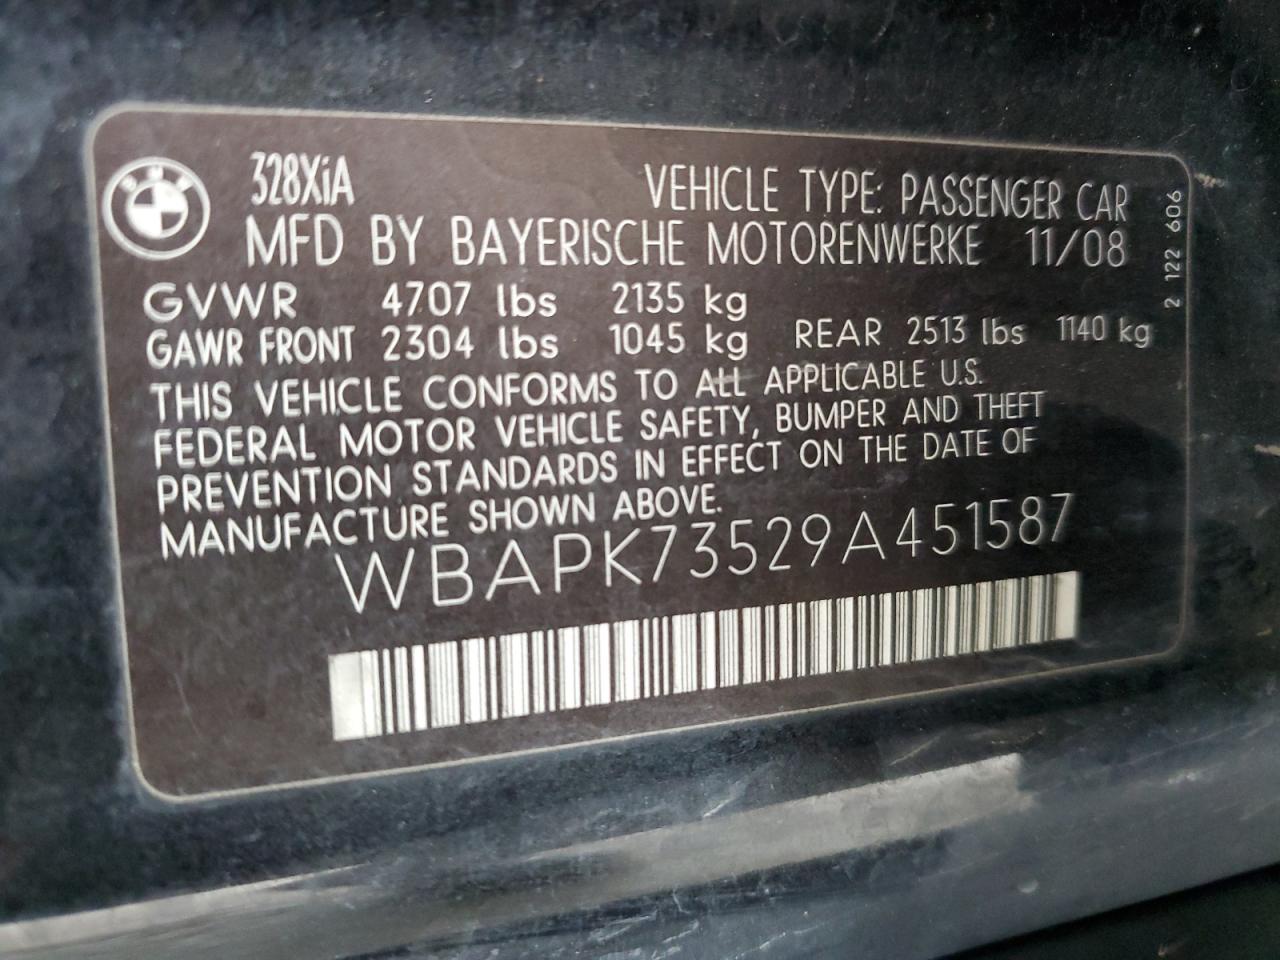 BMW
328XiA
VEHICLE TYPE: PASSENGER CAR
MFD BY BAYERISCHE MOTORENWERKE 11/08
GVWR 4707 lbs 2135 kg
GAWR FRONT 2304 lbs 1045 kg REAR 2513 lbs 1140 kg
THIS VEHICLE CONFORMS TO ALL APPLICABLE U.S.
FEDERAL MOTOR VEHICLE SAFETY, BUMPER AND THEFT
PREVENTION STANDARDS IN EFFECT ON THE DATE OF
MANUFACTURE SHOWN ABOVE.
WBAPK73529A451587
2 122 606